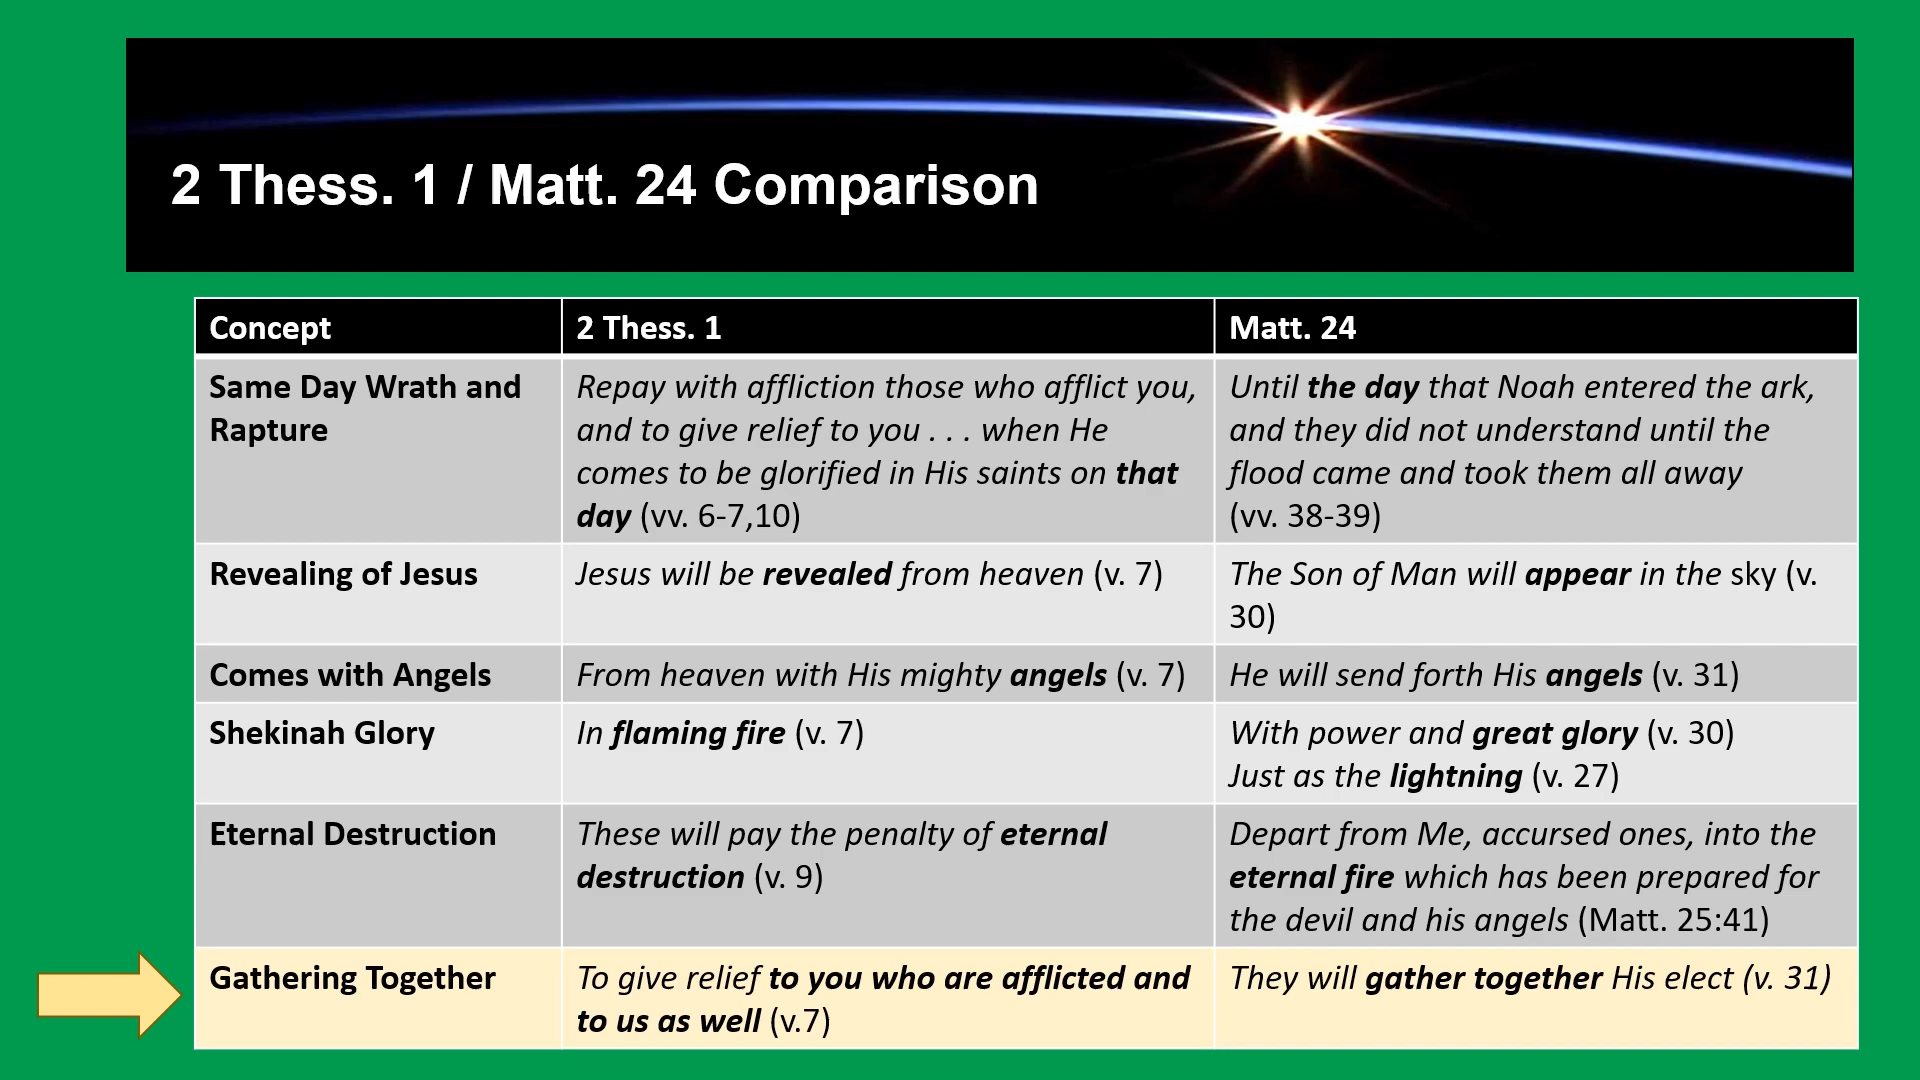 2 Thess. 1 / Matt. 24 Comparison
Concept
2 Thess. 1
Matt. 24
Same Day Wrath and
Rapture
Repay with affliction those who afflict you,
and to give relief to you . . . when He
comes to be glorified in His saints on that
day (vv. 6-7,10)
Until the day that Noah entered the ark,
and they did not understand until the
flood came and took them all away
(vv. 38-39)
Revealing of Jesus
Jesus will be revealed from heaven (v. 7)
The Son of Man will appear in the sky (v.
30)
Comes with Angels
From heaven with His mighty angels (v. 7)
He will send forth His angels (v. 31)
Shekinah Glory
In flaming fire (v. 7)
With power and great glory (v. 30)
Just as the lightning (v. 27)
Eternal Destruction
These will pay the penalty of eternal
destruction (v. 9)
Depart from Me, accursed ones, into the
eternal fire which has been prepared for
the devil and his angels (Matt. 25:41)
Gathering Together
To give relief to you who are afflicted and
to us as well (v.7)
They will gather together His elect (v. 31)